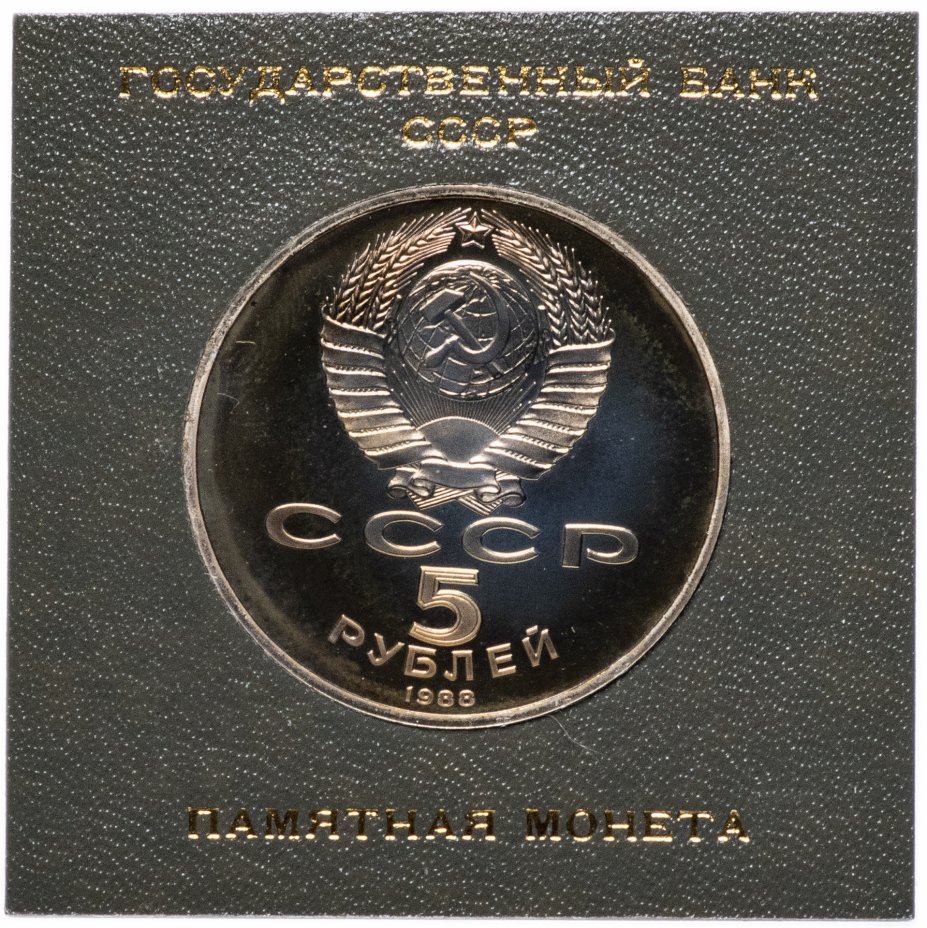 ГОСУДАРСТВЕННЫЙ БАНК
СССР
СССР
5
РУБЛЕЙ
1988
ПАМЯТНАЯ МОНЕТА